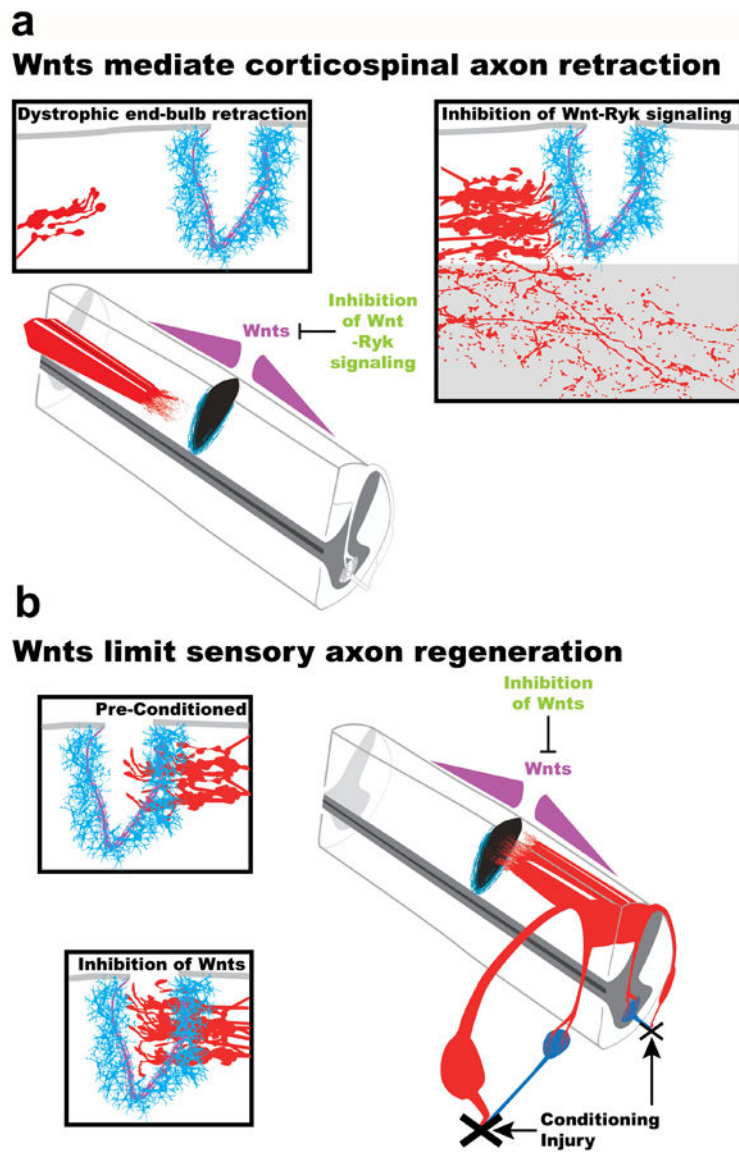 a
Wnts mediate corticospinal axon retraction
Dystrophic end-bulb retraction
Inhibition of Wnt-Ryk signaling
Wnts
Inhibition
of Wnt
-Ryk
signaling
b
Wnts limit sensory axon regeneration
Pre-Conditioned
Inhibition
of Wnts
Wnts
Inhibition of Wnts
Conditioning
Injury